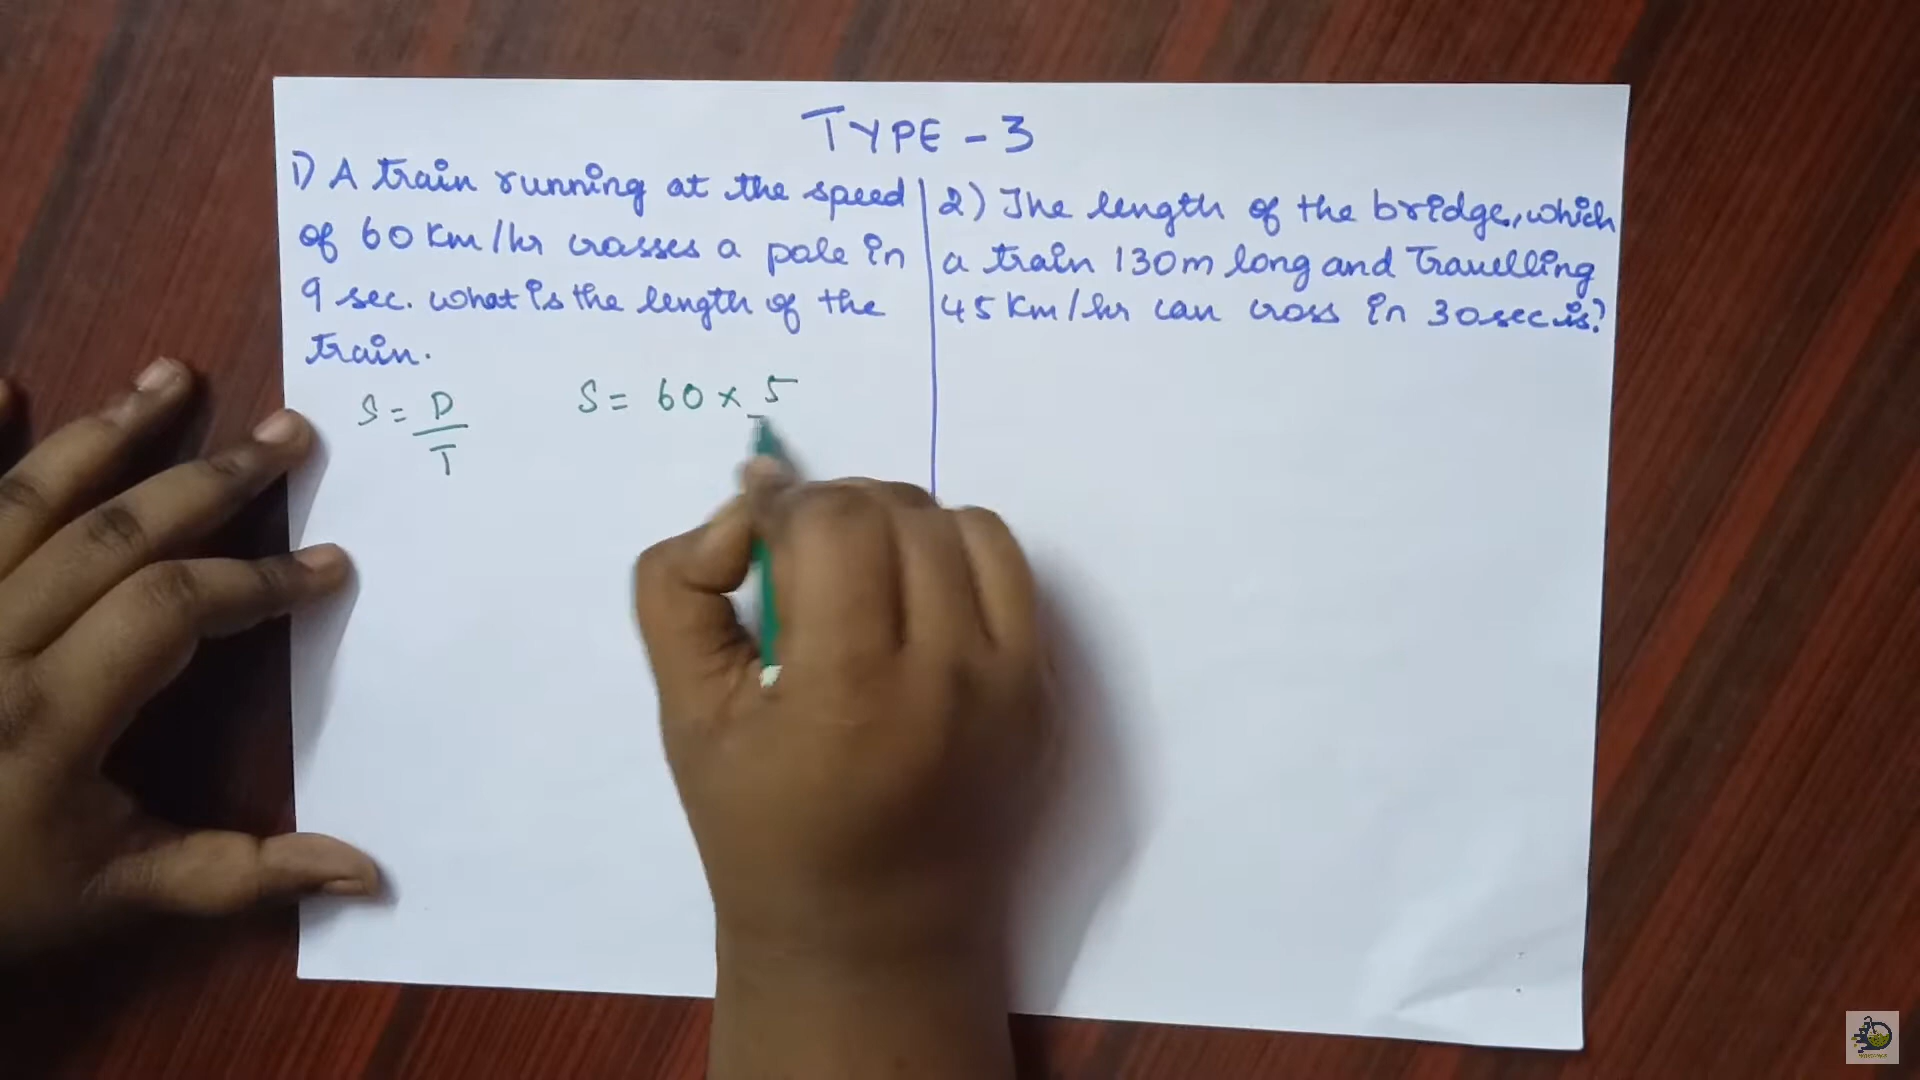 TYPE - 3
1) A train running at the speed
of 60 Km/hr crosses a pole in
9 sec. what is the length of the
train.
S = D
T
S = 60 × 5
2) The length of the bridge, which
a train 130m long and Travelling
45 Km/hr can cross in 30 sec is?